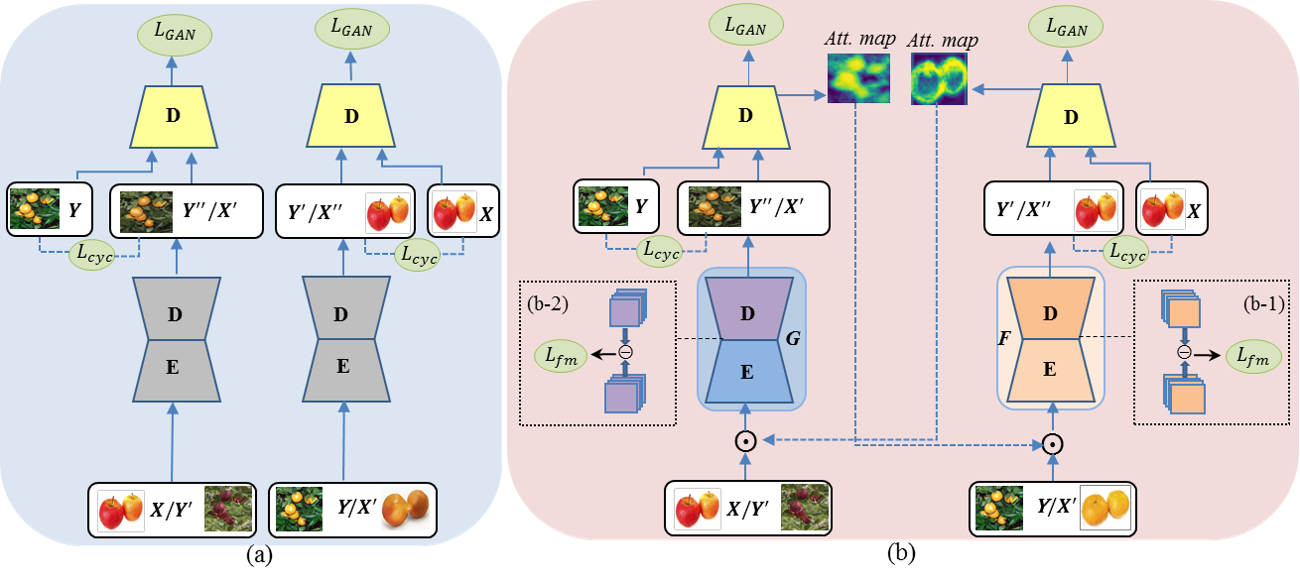 L_{GAN}
L_{GAN}
D
D
Y
Y''/X'
Y'/X''
X
L_{cyc}
L_{cyc}
D
D
E
E
X/Y'
Y/X'
(a)
L_{GAN}
Att. map
Att. map
L_{GAN}
D
D
Y
Y''/X'
Y'/X''
X
L_{cyc}
L_{cyc}
(b-2)
D
G
F
D
(b-1)
L_{fm}
E
E
L_{fm}
X/Y'
Y/X'
(b)